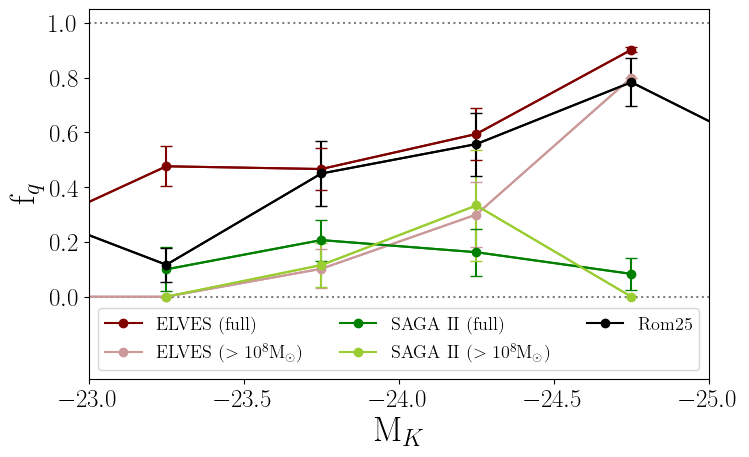 f_q
1.0
0.8
0.6
0.4
0.2
0.0
ELVES (full)
ELVES (> 10⁸M☉)
SAGA II (full)
SAGA II (> 10⁸M☉)
Rom25
−23.0 −23.5 −24.0 −24.5 −25.0
M_K